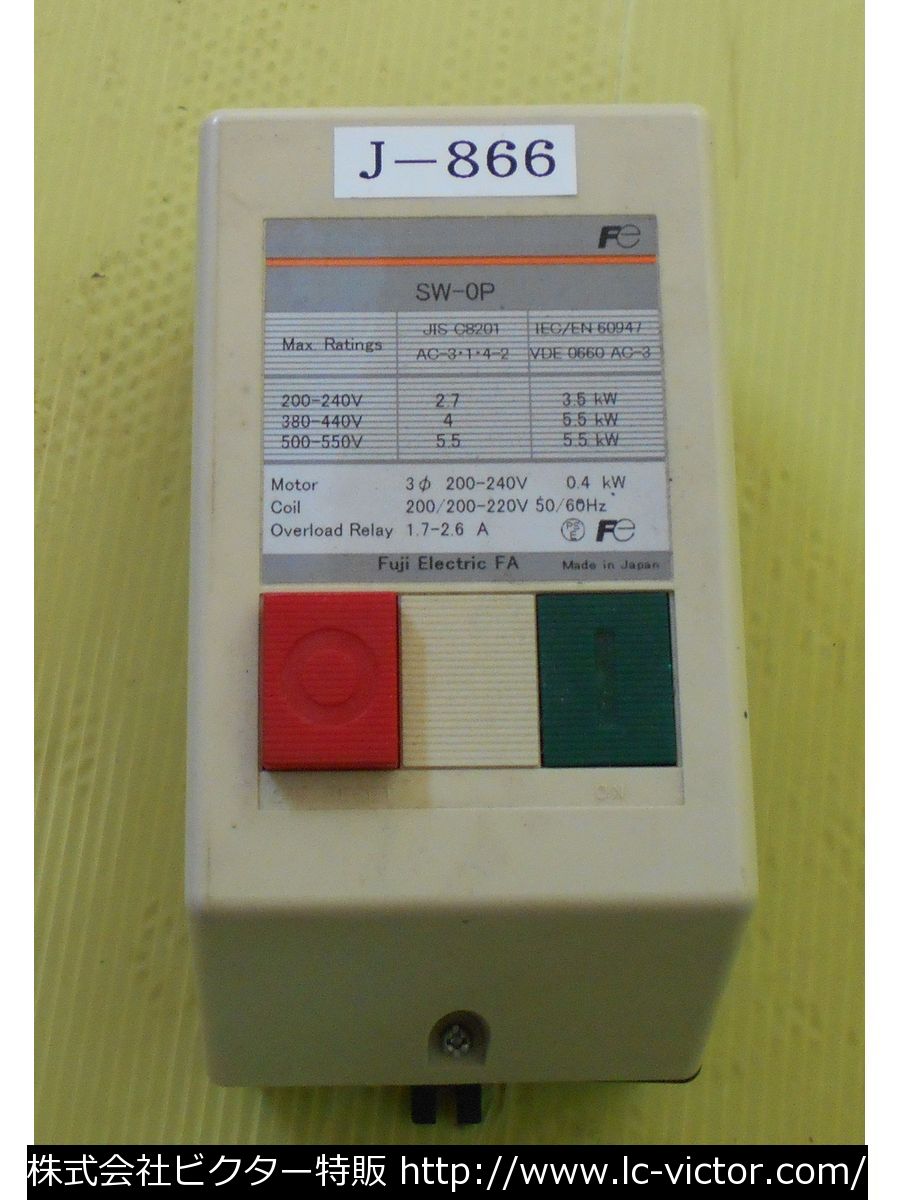 J-866
Fe
SW-0P
Max. Ratings
JIS C8201
AC-3・1・4-2
IEC/EN 60947
VDE 0660 AC-3
200-240V 2.7 3.5 kW
380-440V 4 5.5 kW
500-550V 5.5 5.5 kW
Motor 3φ 200-240V 0.4 kW
Coil 200/200-220V 50/60Hz
Overload Relay 1.7-2.6 A PSE Fe
Fuji Electric FA Made in Japan
株式会社ビクター特販 http://www.lc-victor.com/